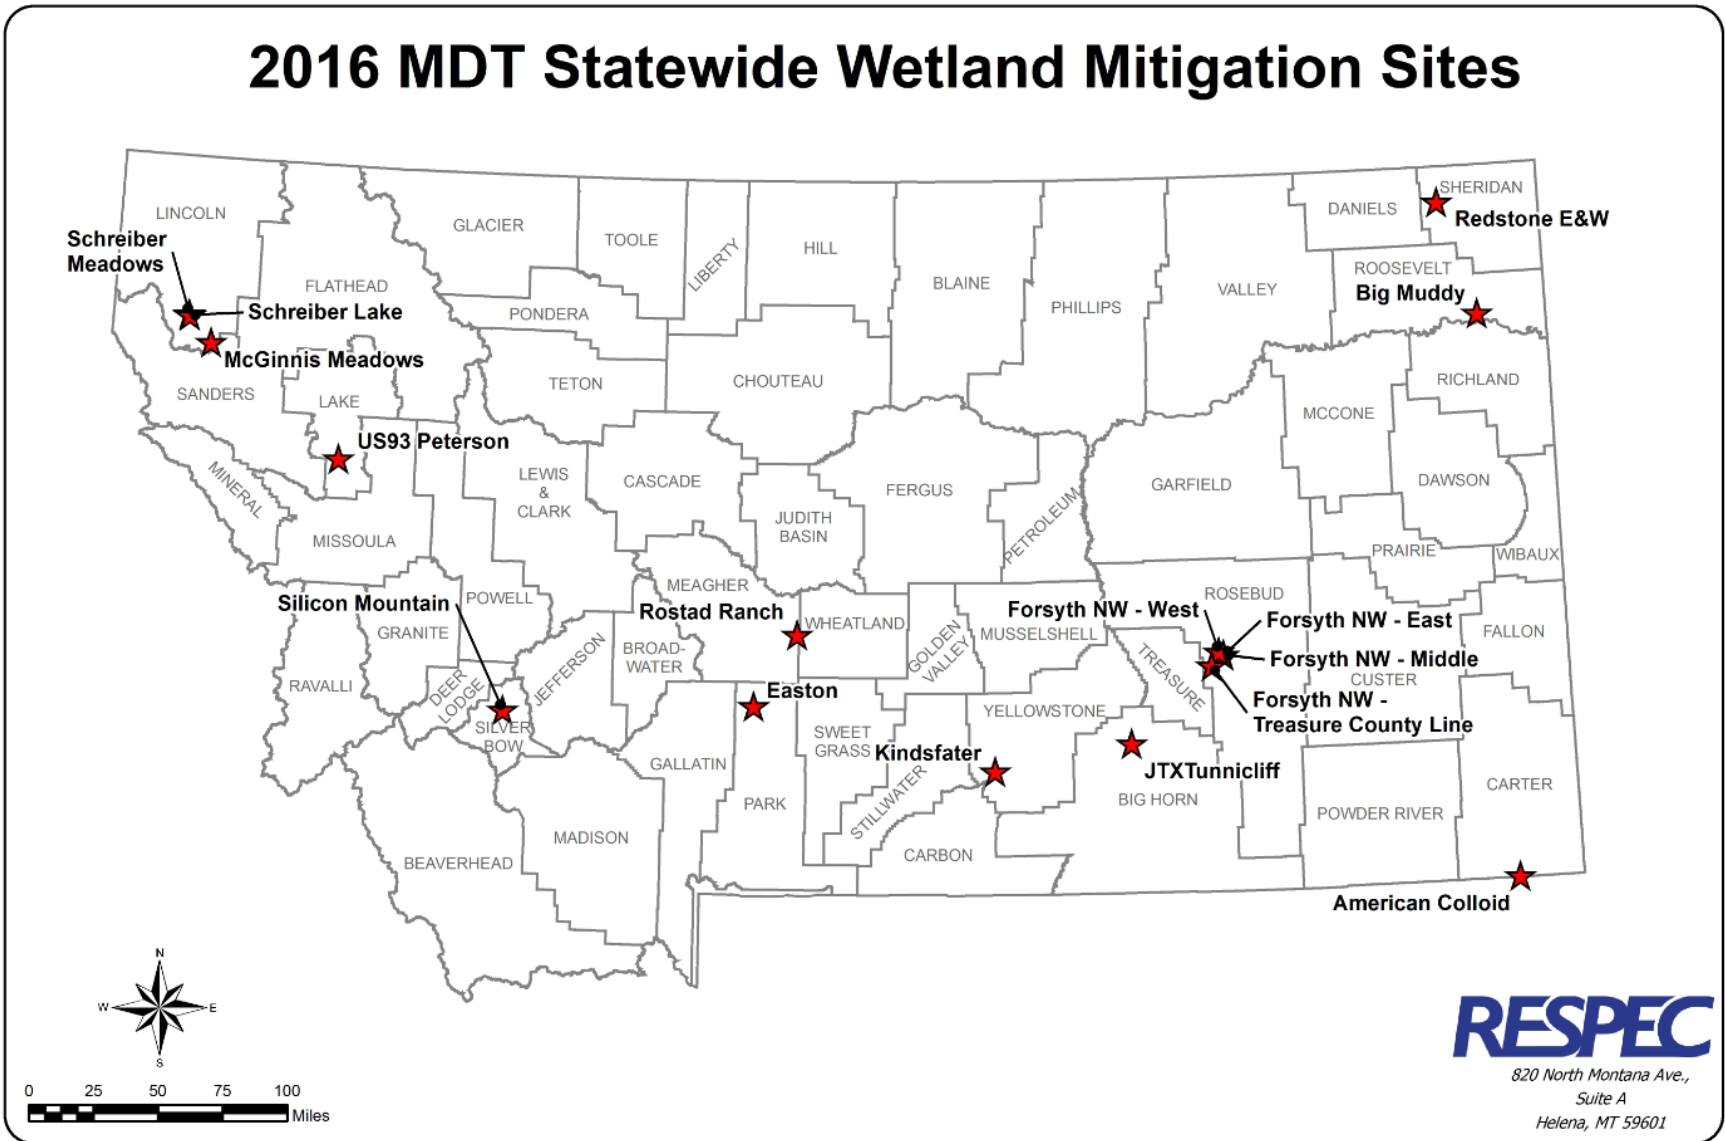 2016 MDT Statewide Wetland Mitigation Sites
LINCOLN
Schreiber
Meadows
Schreiber Lake
McGinnis Meadows
FLATHEAD
GLACIER
TOOLE
LIBERTY
HILL
BLAINE
PHILLIPS
VALLEY
DANIELS
SHERIDAN
Redstone E&W
ROOSEVELT
Big Muddy
PONDERA
TETON
CHOUTEAU
SANDERS
LAKE
US93 Peterson
MINERAL
MISSOULA
LEWIS
&
CLARK
CASCADE
JUDITH
BASIN
FERGUS
PETROLEUM
GARFIELD
MCCONE
RICHLAND
DAWSON
PRAIRIE
WIBAUX
Silicon Mountain
POWELL
GRANITE
RAVALLI
DEER
LODGE
SILVER
BOW
JEFFERSON
BROAD-
WATER
MEAGHER
Rostad Ranch
WHEATLAND
GOLDEN
VALLEY
MUSSELSHELL
ROSEBUD
Forsyth NW - West
Forsyth NW - East
Forsyth NW - Middle
CUSTER
Forsyth NW -
Treasure County Line
TREASURE
FALLON
Easton
SWEET
GRASS
YELLOWSTONE
Kindsfater
STILLWATER
JTXTunnicliff
BIG HORN
GALLATIN
PARK
MADISON
BEAVERHEAD
CARBON
POWDER RIVER
CARTER
American Colloid
N
W
E
S
0 25 50 75 100
Miles
RESPEC
820 North Montana Ave.,
Suite A
Helena, MT 59601